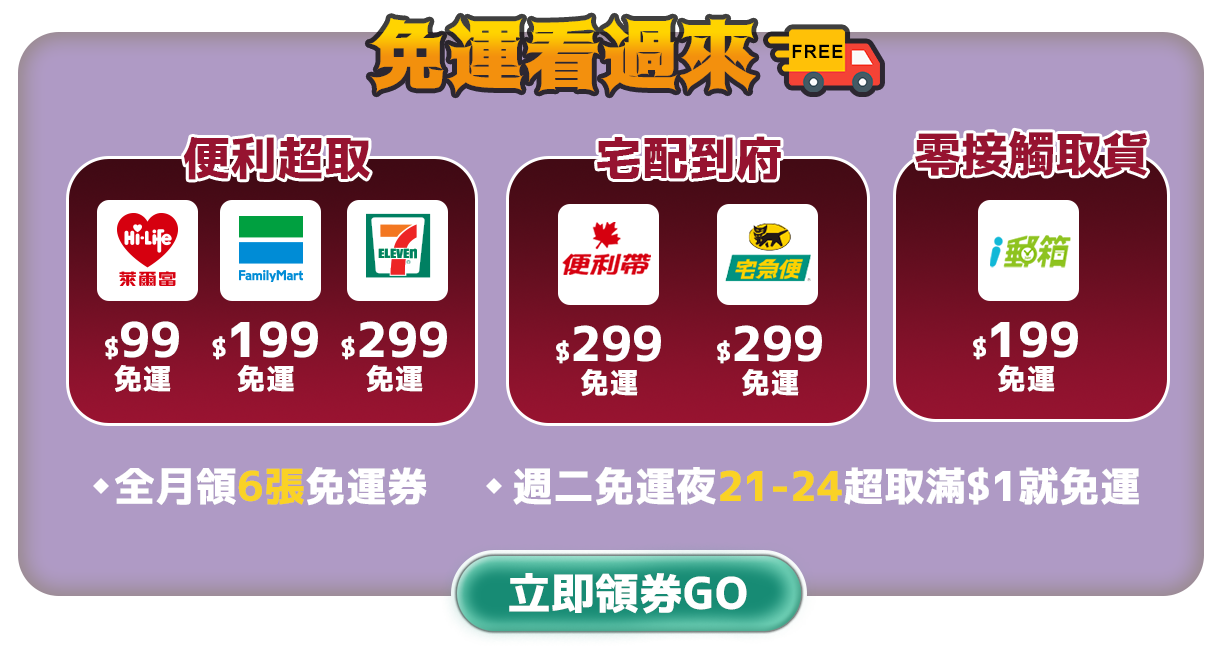 免運看過來
FREE
便利超取
Hi-Life
萊爾富
$99
免運
FamilyMart
$199
免運
7
ELEVEN
$299
免運
宅配到府
便利帶
$299
免運
宅急便
$299
免運
零接觸取貨
i郵箱
$199
免運
◆全月領6張免運券
◆週二免運夜21-24超取滿$1就免運
立即領券GO